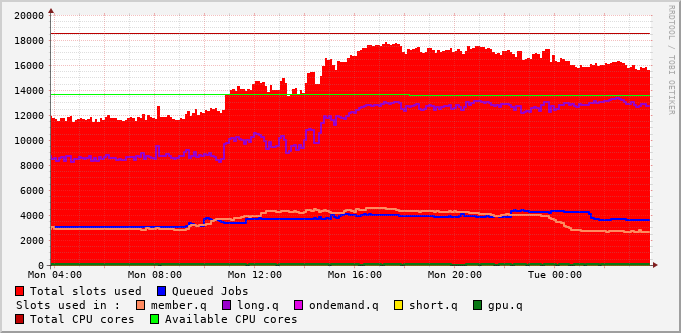 20000
18000
16000
14000
12000
10000
8000
6000
4000
2000
0
Mon 04:00 Mon 08:00 Mon 12:00 Mon 16:00 Mon 20:00 Tue 00:00
Total slots used Queued Jobs
Slots used in : member.q long.q ondemand.q short.q gpu.q
Total CPU cores Available CPU cores
RRDTOOL / TOBI OETIKER